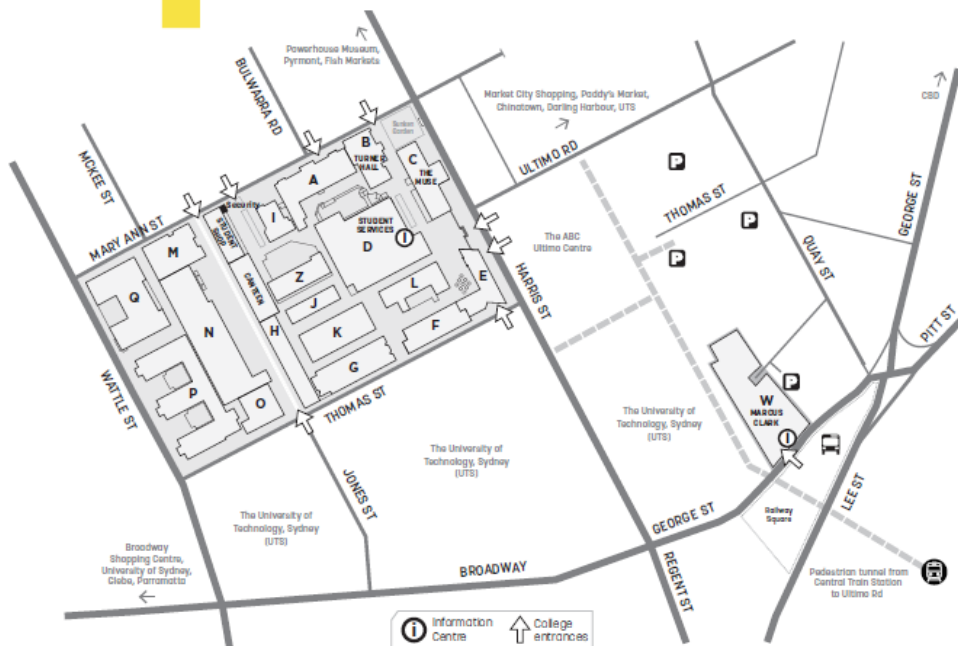 Powerhouse Museum,
Pyrmont, Fish Markets
BULWARRA RD
MCKEE ST
Market City Shopping, Paddy's Market,
Chinatown, Darling Harbour, UTS
CBD
B
TURNER
HALL
Sunken
Garden
C
THE
MUSE
A
ULTIMO RD
P
THOMAS ST
P
GEORGE ST
Security
STUDENT
SHOP
I
STUDENT
SERVICES
D
i
MARY ANN ST
M
The ABC
Ultimo Centre
P
QUAY ST
HARRIS ST
E
Q
CANTEEN
Z
L
J
H
N
K
F
G
PITT ST
WATTLE ST
P
O
THOMAS ST
W
MARCUS
CLARK
P
i
The University of
Technology, Sydney
(UTS)
The University of
Technology, Sydney
(UTS)
JONES ST
The University of
Technology, Sydney
(UTS)
GEORGE ST
LEE ST
Railway
Square
Broadway
Shopping Centre,
University of Sydney,
Glebe, Parramatta
BROADWAY
REGENT ST
Pedestrian tunnel from
Central Train Station
to Ultimo Rd
i Information
Centre
College
entrances